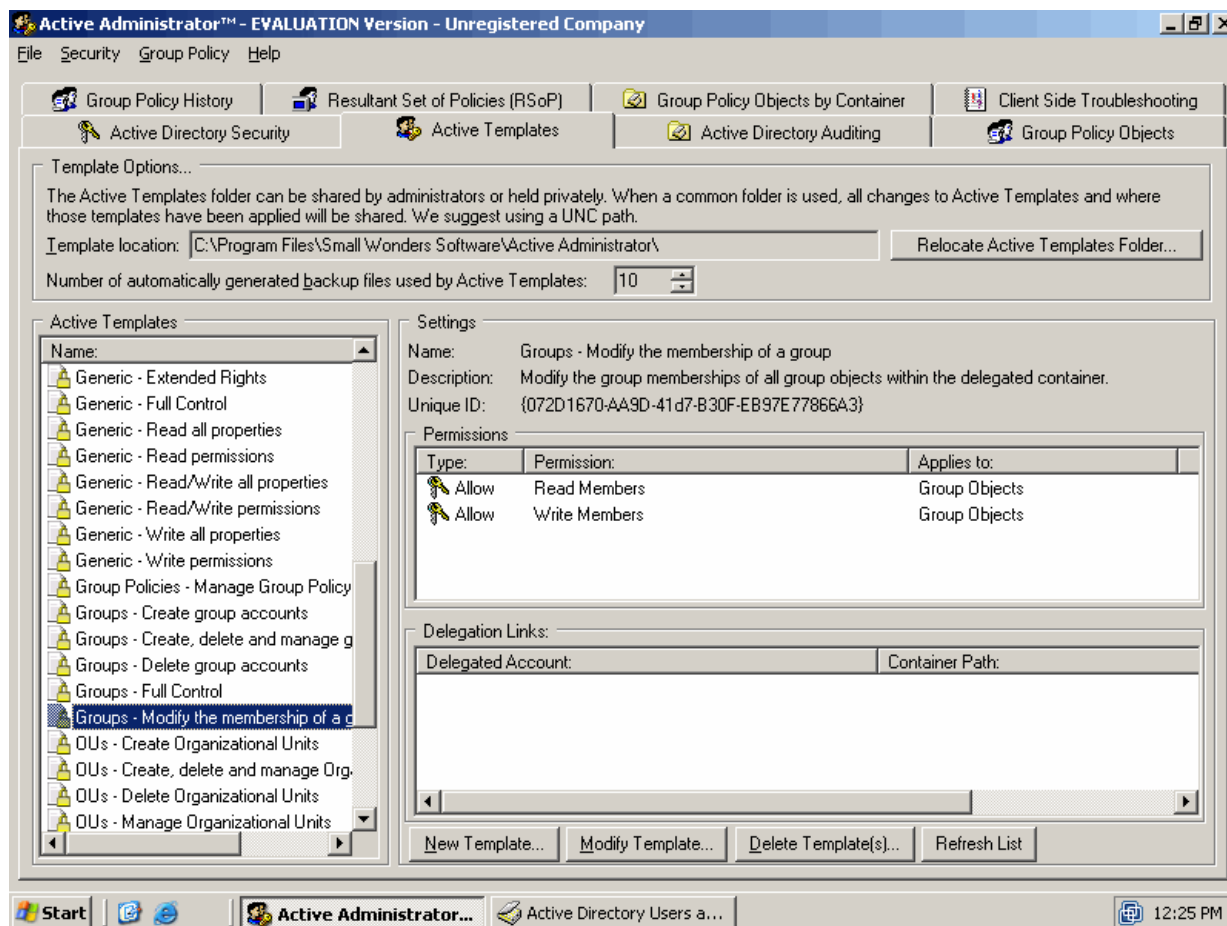 Active Administrator™ - EVALUATION Version - Unregistered Company
File Security Group Policy Help
Group Policy History Resultant Set of Policies (RSoP) Group Policy Objects by Container Client Side Troubleshooting
Active Directory Security Active Templates Active Directory Auditing Group Policy Objects
Template Options...
The Active Templates folder can be shared by administrators or held privately. When a common folder is used, all changes to Active Templates and where
those templates have been applied will be shared. We suggest using a UNC path.
Template location: C:\Program Files\Small Wonders Software\Active Administrator\ Relocate Active Templates Folder...
Number of automatically generated backup files used by Active Templates: 10
Active Templates
Name:
Generic - Extended Rights
Generic - Full Control
Generic - Read all properties
Generic - Read permissions
Generic - Read/Write all properties
Generic - Read/Write permissions
Generic - Write all properties
Generic - Write permissions
Group Policies - Manage Group Policy
Groups - Create group accounts
Groups - Create, delete and manage g
Groups - Delete group accounts
Groups - Full Control
Groups - Modify the membership of a g
OUs - Create Organizational Units
OUs - Create, delete and manage Org
OUs - Delete Organizational Units
OUs - Manage Organizational Units
Settings
Name: Groups - Modify the membership of a group
Description: Modify the group memberships of all group objects within the delegated container.
Unique ID: {072D1670-AA9D-41d7-B30F-EB97E77866A3}
Permissions
Type: Permission: Applies to:
Allow Read Members Group Objects
Allow Write Members Group Objects
Delegation Links:
Delegated Account: Container Path:
New Template... Modify Template... Delete Template(s)... Refresh List
Start Active Administrator... Active Directory Users a... 12:25 PM